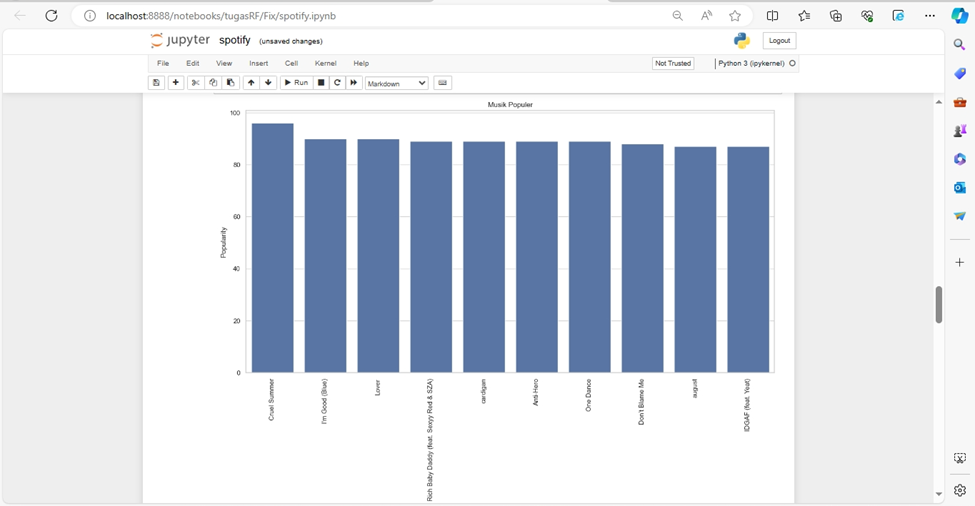 localhost:8888/notebooks/tugasRF/Fix/spotify.ipynb
jupyter spotify (unsaved changes)
Logout
File Edit View Insert Cell Kernel Help
Not Trusted
Python 3 (ipykernel)
Run
Markdown
Musik Populer
100
80
60
40
20
0
Popularity
Cruel Summer
I'm Good (Blue)
Lover
Rich Baby Daddy (feat. Sexyy Red & SZA)
cardigan
Anti-Hero
One Dance
Don't Blame Me
august
IDGAF (feat. Yeat)